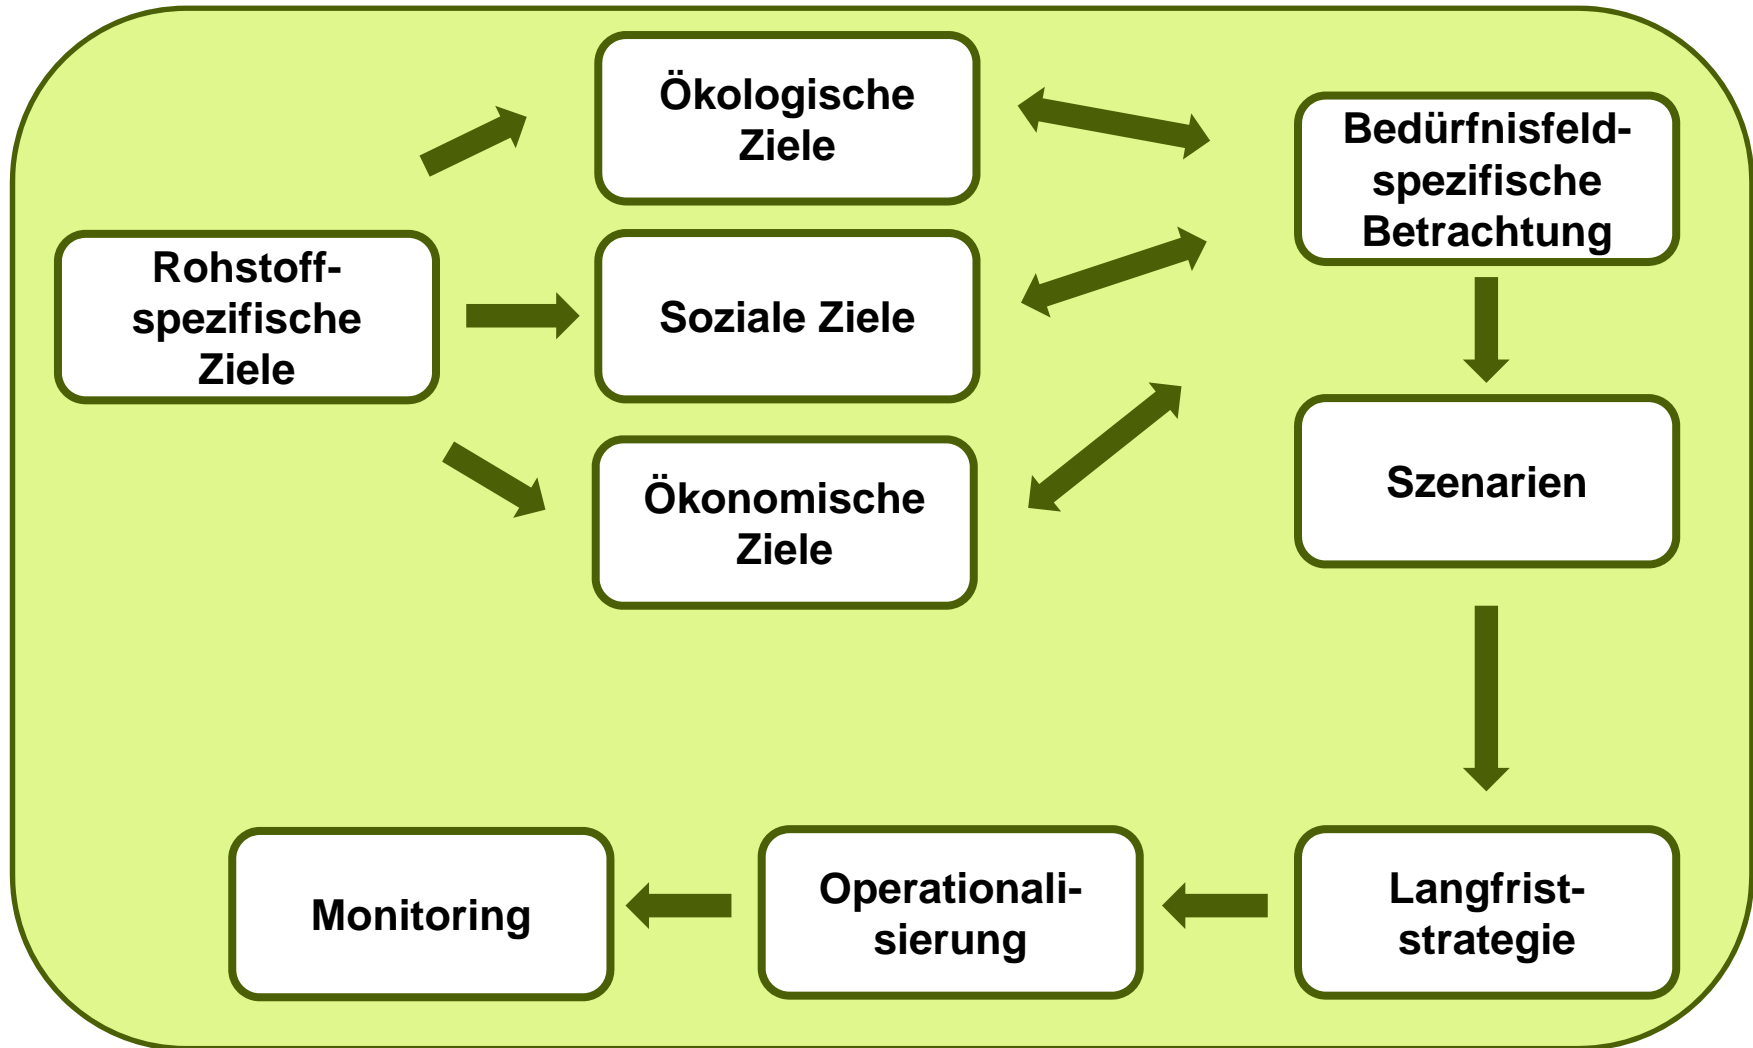 Ökologische
Ziele
Bedürfnisfeld-
spezifische
Betrachtung
Rohstoff-
spezifische
Ziele
Soziale Ziele
Ökonomische
Ziele
Szenarien
Monitoring
Operationali-
sierung
Langfrist-
strategie